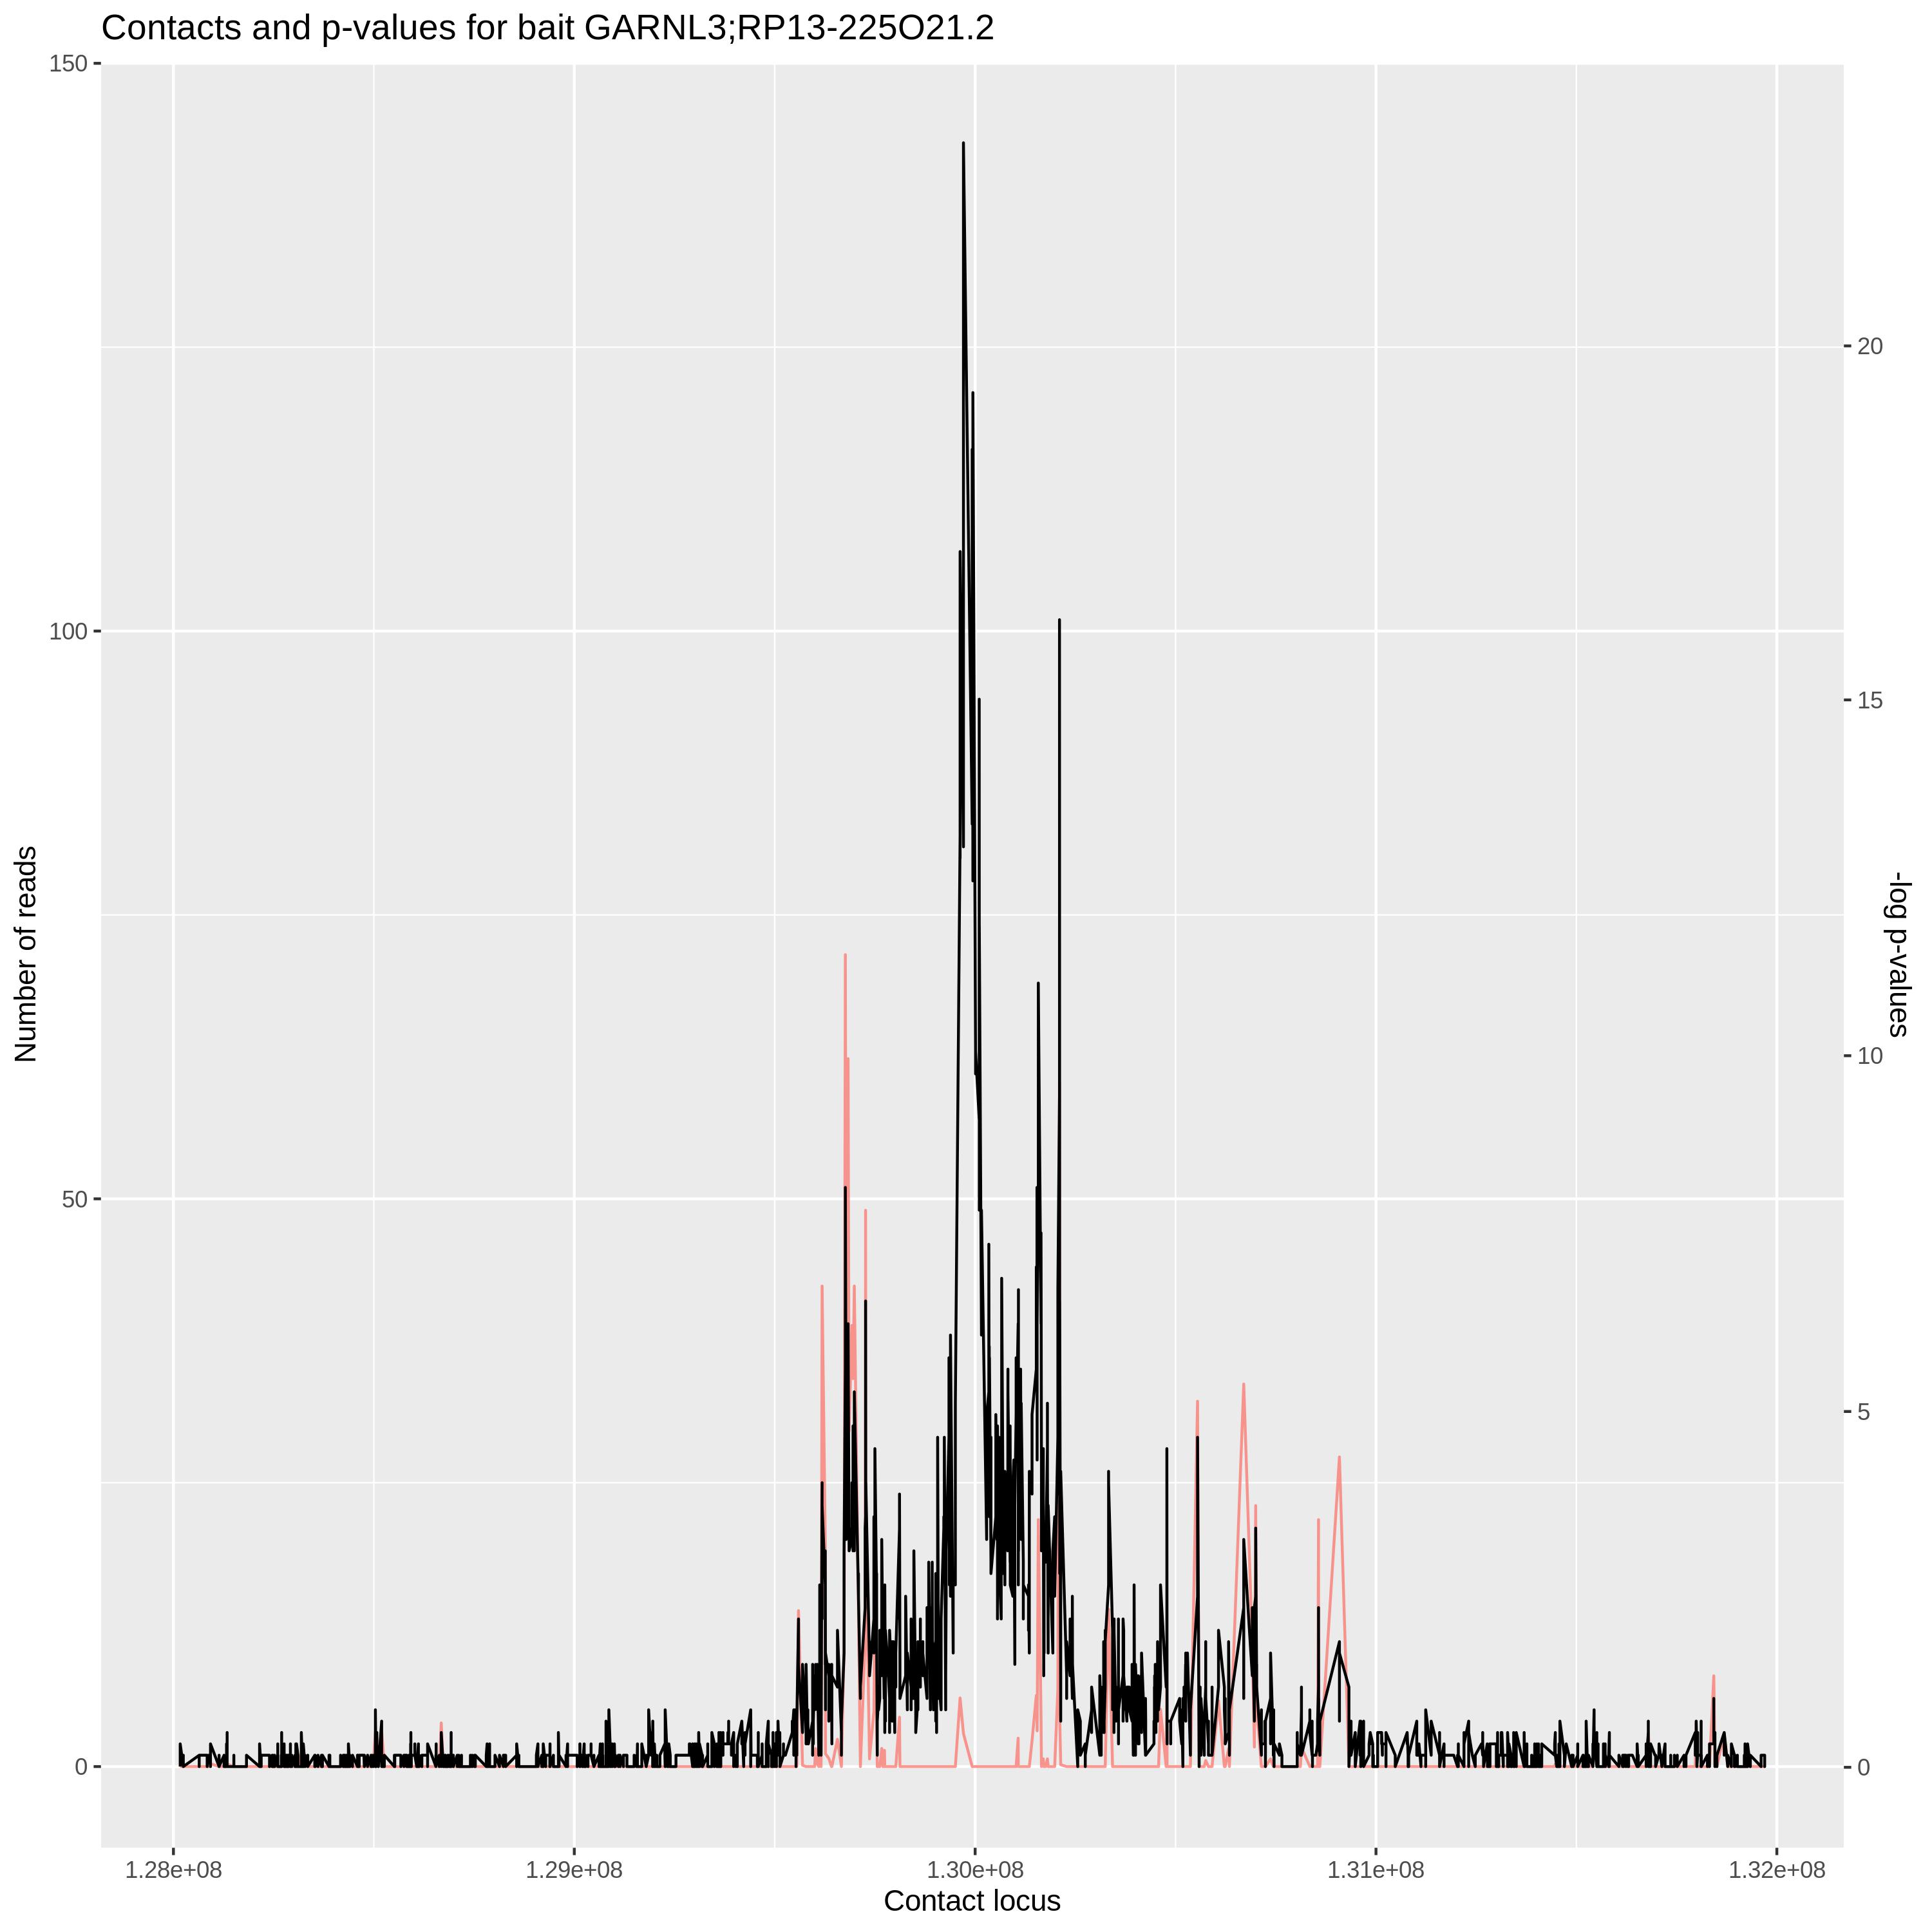 Contacts and p-values for bait GARNL3;RP13-225O21.2
150
100
50
0
Number of reads
20
15
10
5
0
-log p-values
1.28e+08
1.29e+08
1.30e+08
1.31e+08
1.32e+08
Contact locus